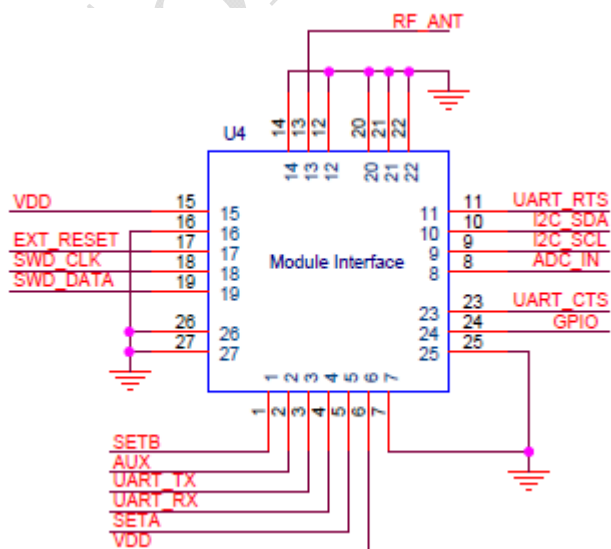 RF_ANT
U4
14 13 12 20 21 22
14 13 12 20 21 22
VDD 15 15
16 16
EXT_RESET 17 17
SWD_CLK 18 18
SWD_DATA 19 19
26 26
27 27
Module Interface
11 11 UART_RTS
10 10 I2C_SDA
9 9 I2C_SCL
8 8 ADC_IN
23 23 UART_CTS
24 24 GPIO
25 25
1 2 3 4 5 6 7
1 2 3 4 5 6 7
SETB
AUX
UART_TX
UART_RX
SETA
VDD